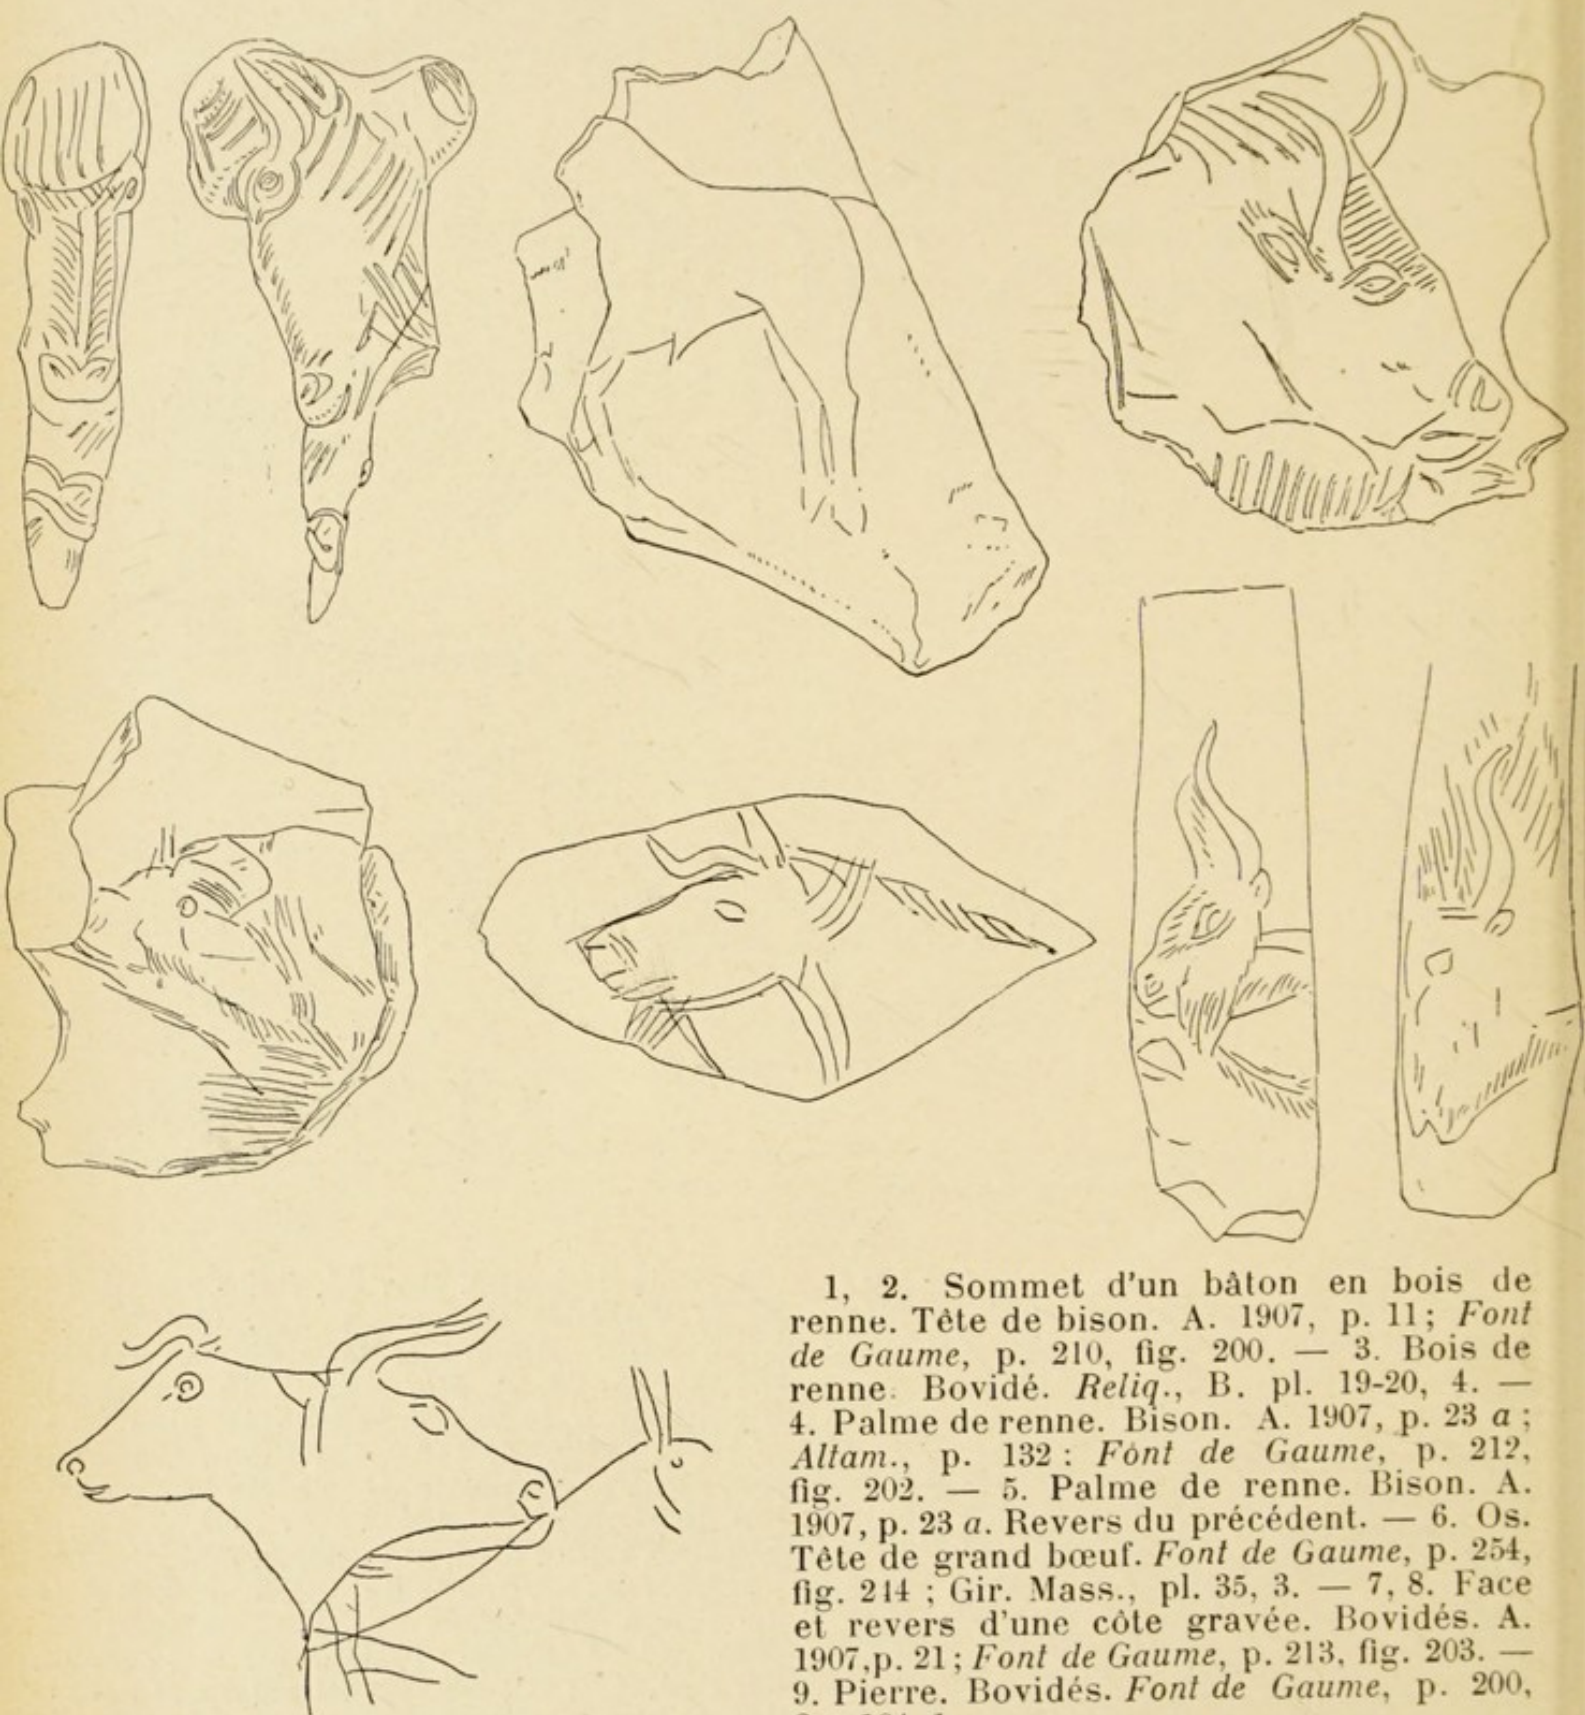 1, 2. Sommet d'un bâton en bois de
renne. Tête de bison. A. 1907, p. 11; Font
de Gaume, p. 210, fig. 200. — 3. Bois de
renne. Bovidé. Reliq., B. pl. 19-20, 4. —
4. Palme de renne. Bison. A. 1907, p. 23 a;
Altam., p. 132: Font de Gaume, p. 212,
fig. 202. — 5. Palme de renne. Bison. A.
1907, p. 23 a. Revers du précédent. — 6. Os.
Tête de grand bœuf. Font de Gaume, p. 254,
fig. 244; Gir. Mass., pl. 35, 3. — 7, 8. Face
et revers d'une côte gravée. Bovidés. A.
1907, p. 21; Font de Gaume, p. 213, fig. 203. —
9. Pierre. Bovidés. Font de Gaume, p. 200,